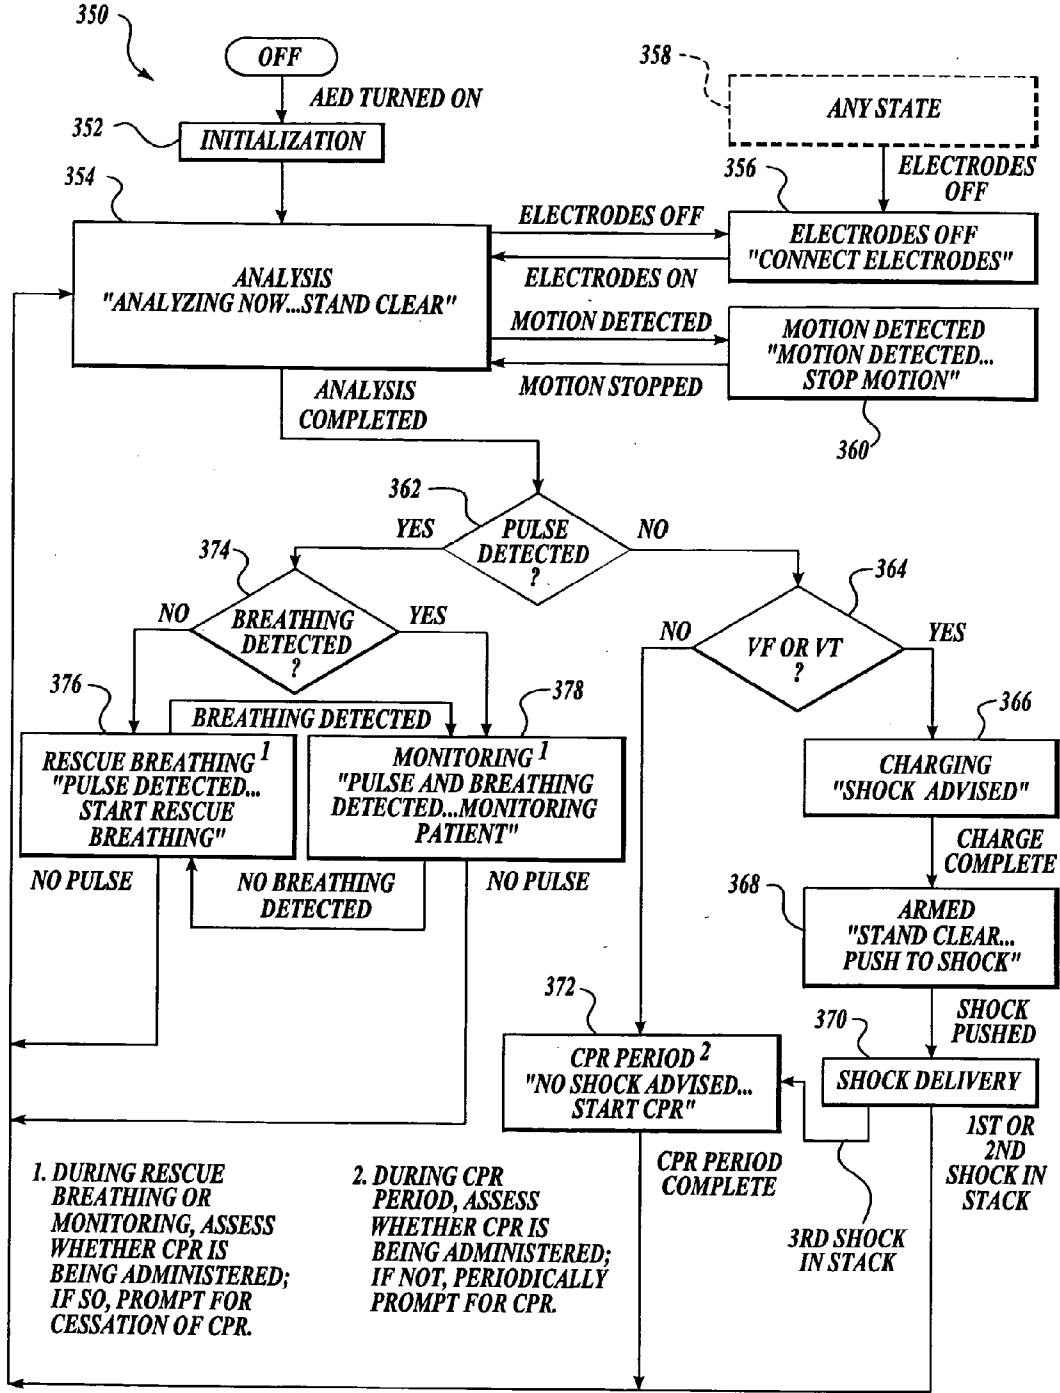 350
OFF
AED TURNED ON
352
INITIALIZATION
358
ANY STATE
ELECTRODES
OFF
354
356
ELECTRODES OFF
ELECTRODES OFF
"CONNECT ELECTRODES"
ELECTRODES ON
ANALYSIS
"ANALYZING NOW...STAND CLEAR"
MOTION DETECTED
MOTION DETECTED
"MOTION DETECTED...
STOP MOTION"
MOTION STOPPED
360
ANALYSIS
COMPLETED
362
PULSE
DETECTED
?
YES
NO
374
BREATHING
DETECTED
?
NO
YES
364
VF OR VT
?
NO
YES
376
BREATHING DETECTED
378
366
RESCUE BREATHING 1
"PULSE DETECTED...
START RESCUE
BREATHING"
MONITORING 1
"PULSE AND BREATHING
DETECTED...MONITORING
PATIENT"
CHARGING
"SHOCK ADVISED"
CHARGE
COMPLETE
NO PULSE
NO BREATHING
DETECTED
NO PULSE
368
ARMED
"STAND CLEAR...
PUSH TO SHOCK"
SHOCK
PUSHED
372
370
CPR PERIOD 2
"NO SHOCK ADVISED...
START CPR"
SHOCK DELIVERY
1ST OR
2ND
SHOCK IN
STACK
CPR PERIOD
COMPLETE
3RD SHOCK
IN STACK
1. DURING RESCUE
BREATHING OR
MONITORING, ASSESS
WHETHER CPR IS
BEING ADMINISTERED;
IF SO, PROMPT FOR
CESSATION OF CPR.
2. DURING CPR
PERIOD, ASSESS
WHETHER CPR IS
BEING ADMINISTERED;
IF NOT, PERIODICALLY
PROMPT FOR CPR.